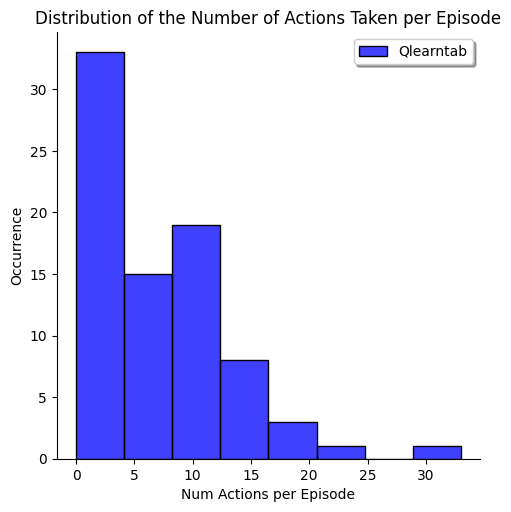 Distribution of the Number of Actions Taken per Episode
Qlearntab
30
25
20
15
10
5
0
Occurrence
0 5 10 15 20 25 30
Num Actions per Episode